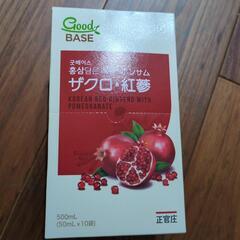 Good
BASE
굿베이스
홍삼담은
ザクロ・紅蔘
KOREAN RED GINSENG WITH
POMEGRANATE
500mL
(50mL×10袋)
正官庄